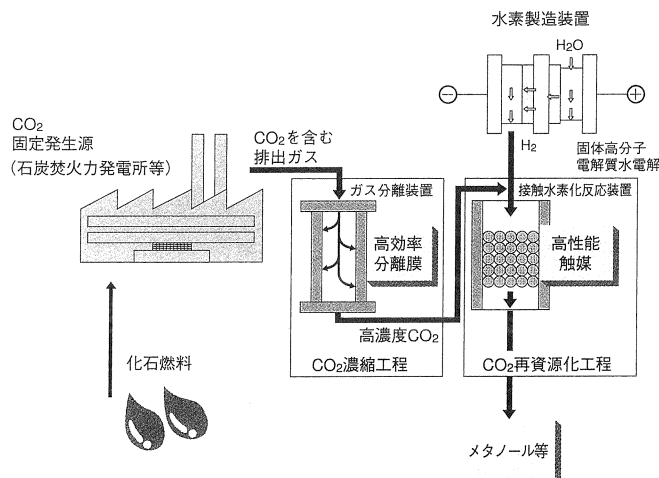 水素製造装置
H2O
⊖
⊕
H2
固体高分子
電解質水電解
CO2
固定発生源
(石炭焚火力発電所等)
CO2を含む
排出ガス
ガス分離装置
高効率
分離膜
高濃度CO2
CO2濃縮工程
接触水素化反応装置
高性能
触媒
CO2再資源化工程
化石燃料
メタノール等